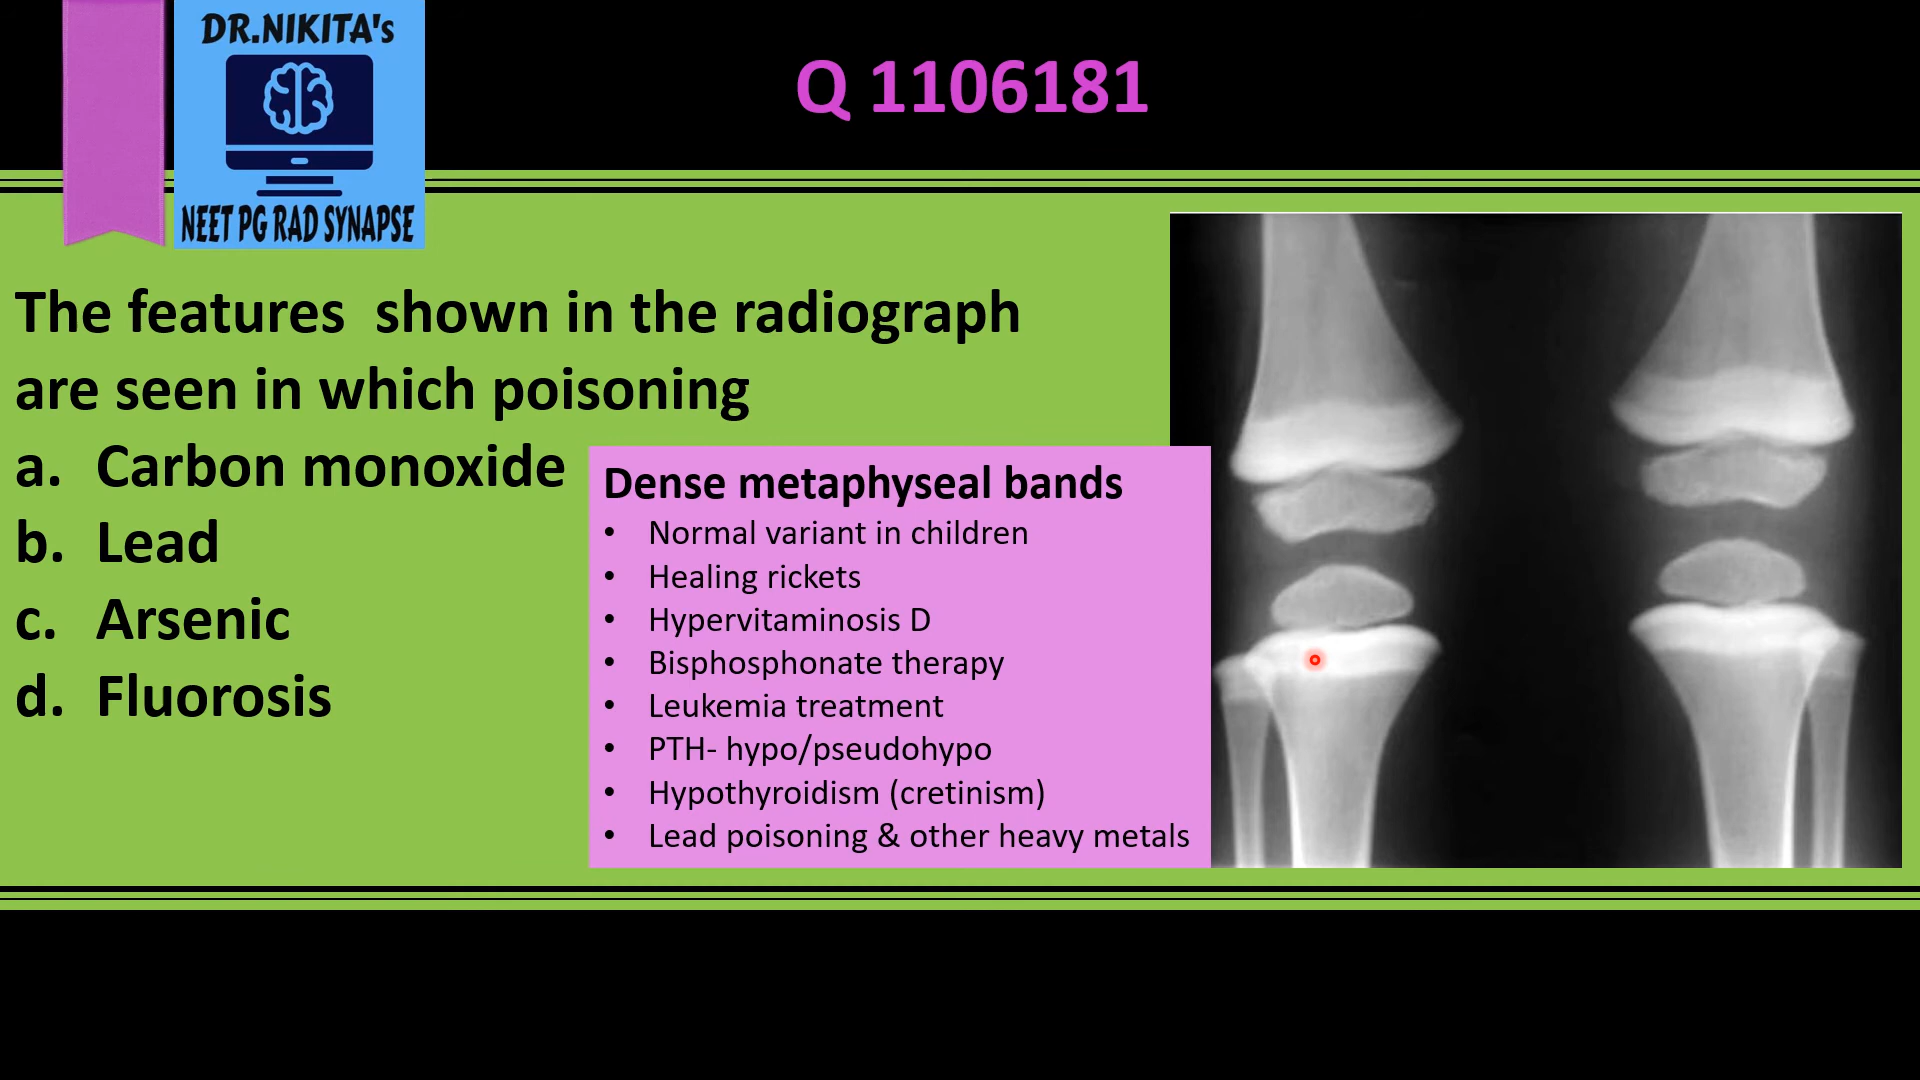 DR.NIKITA's
NEET PG RAD SYNAPSE
Q 1106181
The features shown in the radiograph
are seen in which poisoning
a. Carbon monoxide
b. Lead
c. Arsenic
d. Fluorosis
Dense metaphyseal bands
• Normal variant in children
• Healing rickets
• Hypervitaminosis D
• Bisphosphonate therapy
• Leukemia treatment
• PTH- hypo/pseudohypo
• Hypothyroidism (cretinism)
• Lead poisoning & other heavy metals